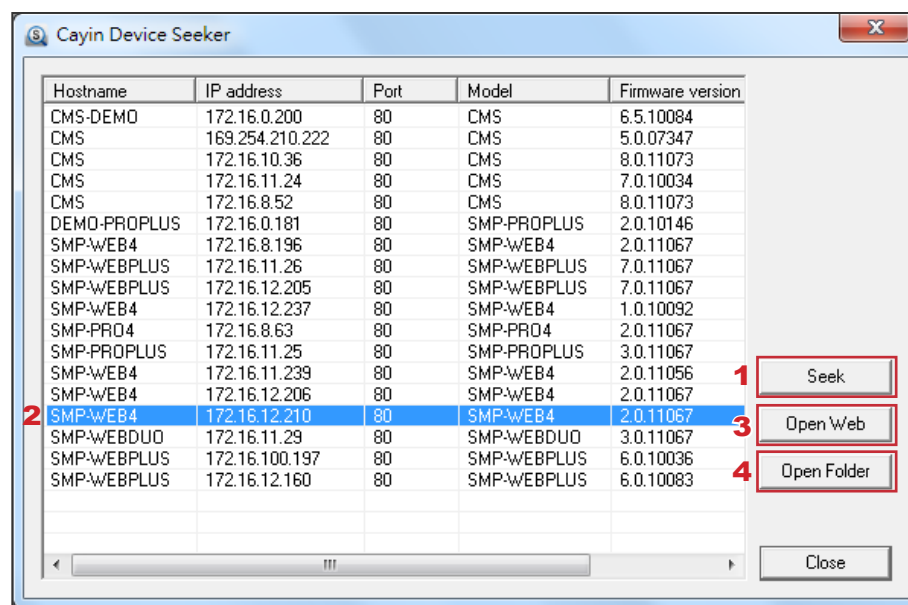 Cayin Device Seeker
Hostname IP address Port Model Firmware version
CMS-DEMO 172.16.0.200 80 CMS 6.5.10084
CMS 169.254.210.222 80 CMS 5.0.07347
CMS 172.16.10.36 80 CMS 8.0.11073
CMS 172.16.11.24 80 CMS 7.0.10034
CMS 172.16.8.52 80 CMS 8.0.11073
DEMO-PROPLUS 172.16.0.181 80 SMP-PROPLUS 2.0.10146
SMP-WEB4 172.16.8.196 80 SMP-WEB4 2.0.11067
SMP-WEBPLUS 172.16.11.26 80 SMP-WEBPLUS 7.0.11067
SMP-WEBPLUS 172.16.12.205 80 SMP-WEBPLUS 7.0.11067
SMP-WEB4 172.16.12.237 80 SMP-WEB4 1.0.10092
SMP-PRO4 172.16.8.63 80 SMP-PRO4 2.0.11067
SMP-PROPLUS 172.16.11.25 80 SMP-PROPLUS 3.0.11067
SMP-WEB4 172.16.11.239 80 SMP-WEB4 2.0.11056
1 Seek
SMP-WEB4 172.16.12.206 80 SMP-WEB4 2.0.11067
2 SMP-WEB4 172.16.12.210 80 SMP-WEB4 2.0.11067
3 Open Web
SMP-WEBDUO 172.16.11.29 80 SMP-WEBDUO 3.0.11067
SMP-WEBPLUS 172.16.100.197 80 SMP-WEBPLUS 6.0.10036
4 Open Folder
SMP-WEBPLUS 172.16.12.160 80 SMP-WEBPLUS 6.0.10083
Close